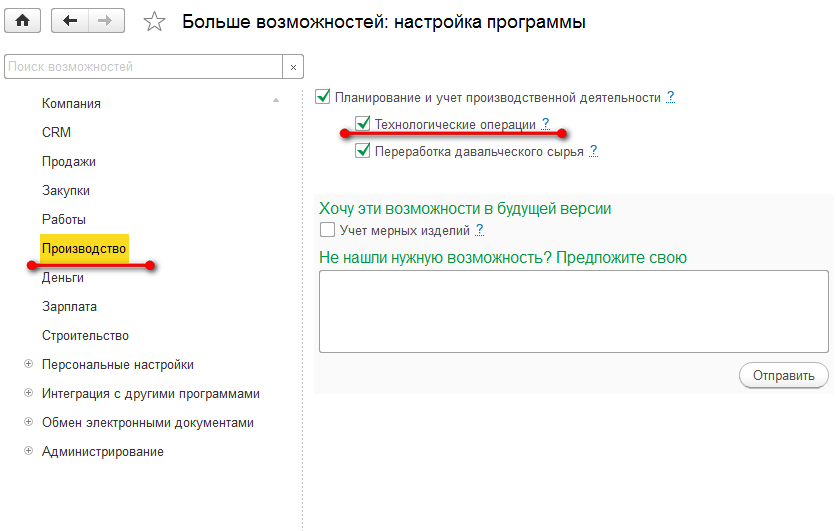 Больше возможностей: настройка программы
Поиск возможностей ×
Компания
CRM
Продажи
Закупки
Работы
Производство
Деньги
Зарплата
Строительство
Персональные настройки
Интеграция с другими программами
Обмен электронными документами
Администрирование
Планирование и учет производственной деятельности ?
Технологические операции ?
Переработка давальческого сырья ?
Хочу эти возможности в будущей версии
Учет мерных изделий ?
Не нашли нужную возможность? Предложите свою
Отправить